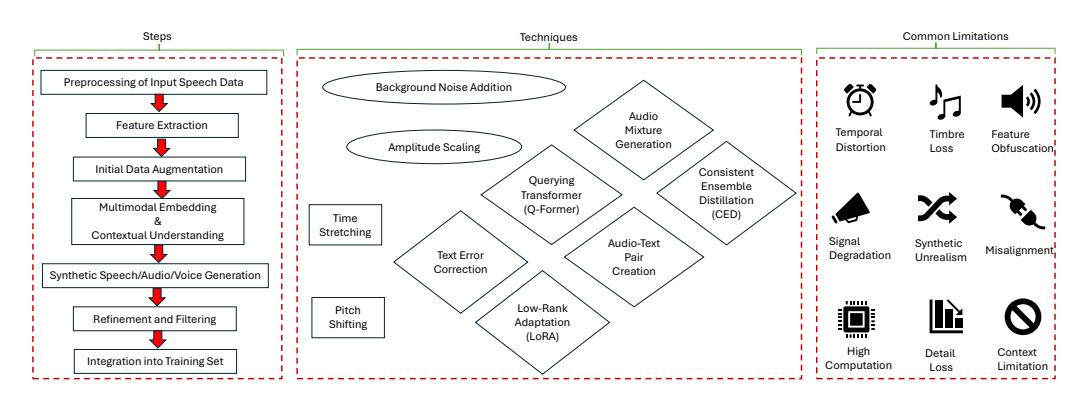 Steps
Preprocessing of Input Speech Data
Feature Extraction
Initial Data Augmentation
Multimodal Embedding
&
Contextual Understanding
Synthetic Speech/Audio/Voice Generation
Refinement and Filtering
Integration into Training Set
Techniques
Background Noise Addition
Amplitude Scaling
Audio
Mixture
Generation
Querying
Transformer
(Q-Former)
Consistent
Ensemble
Distillation
(CED)
Time
Stretching
Text Error
Correction
Audio-Text
Pair
Creation
Pitch
Shifting
Low-Rank
Adaptation
(LoRA)
Common Limitations
Temporal
Distortion
Timbre
Loss
Feature
Obfuscation
Signal
Degradation
Synthetic
Unrealism
Misalignment
High
Computation
Detail
Loss
Context
Limitation